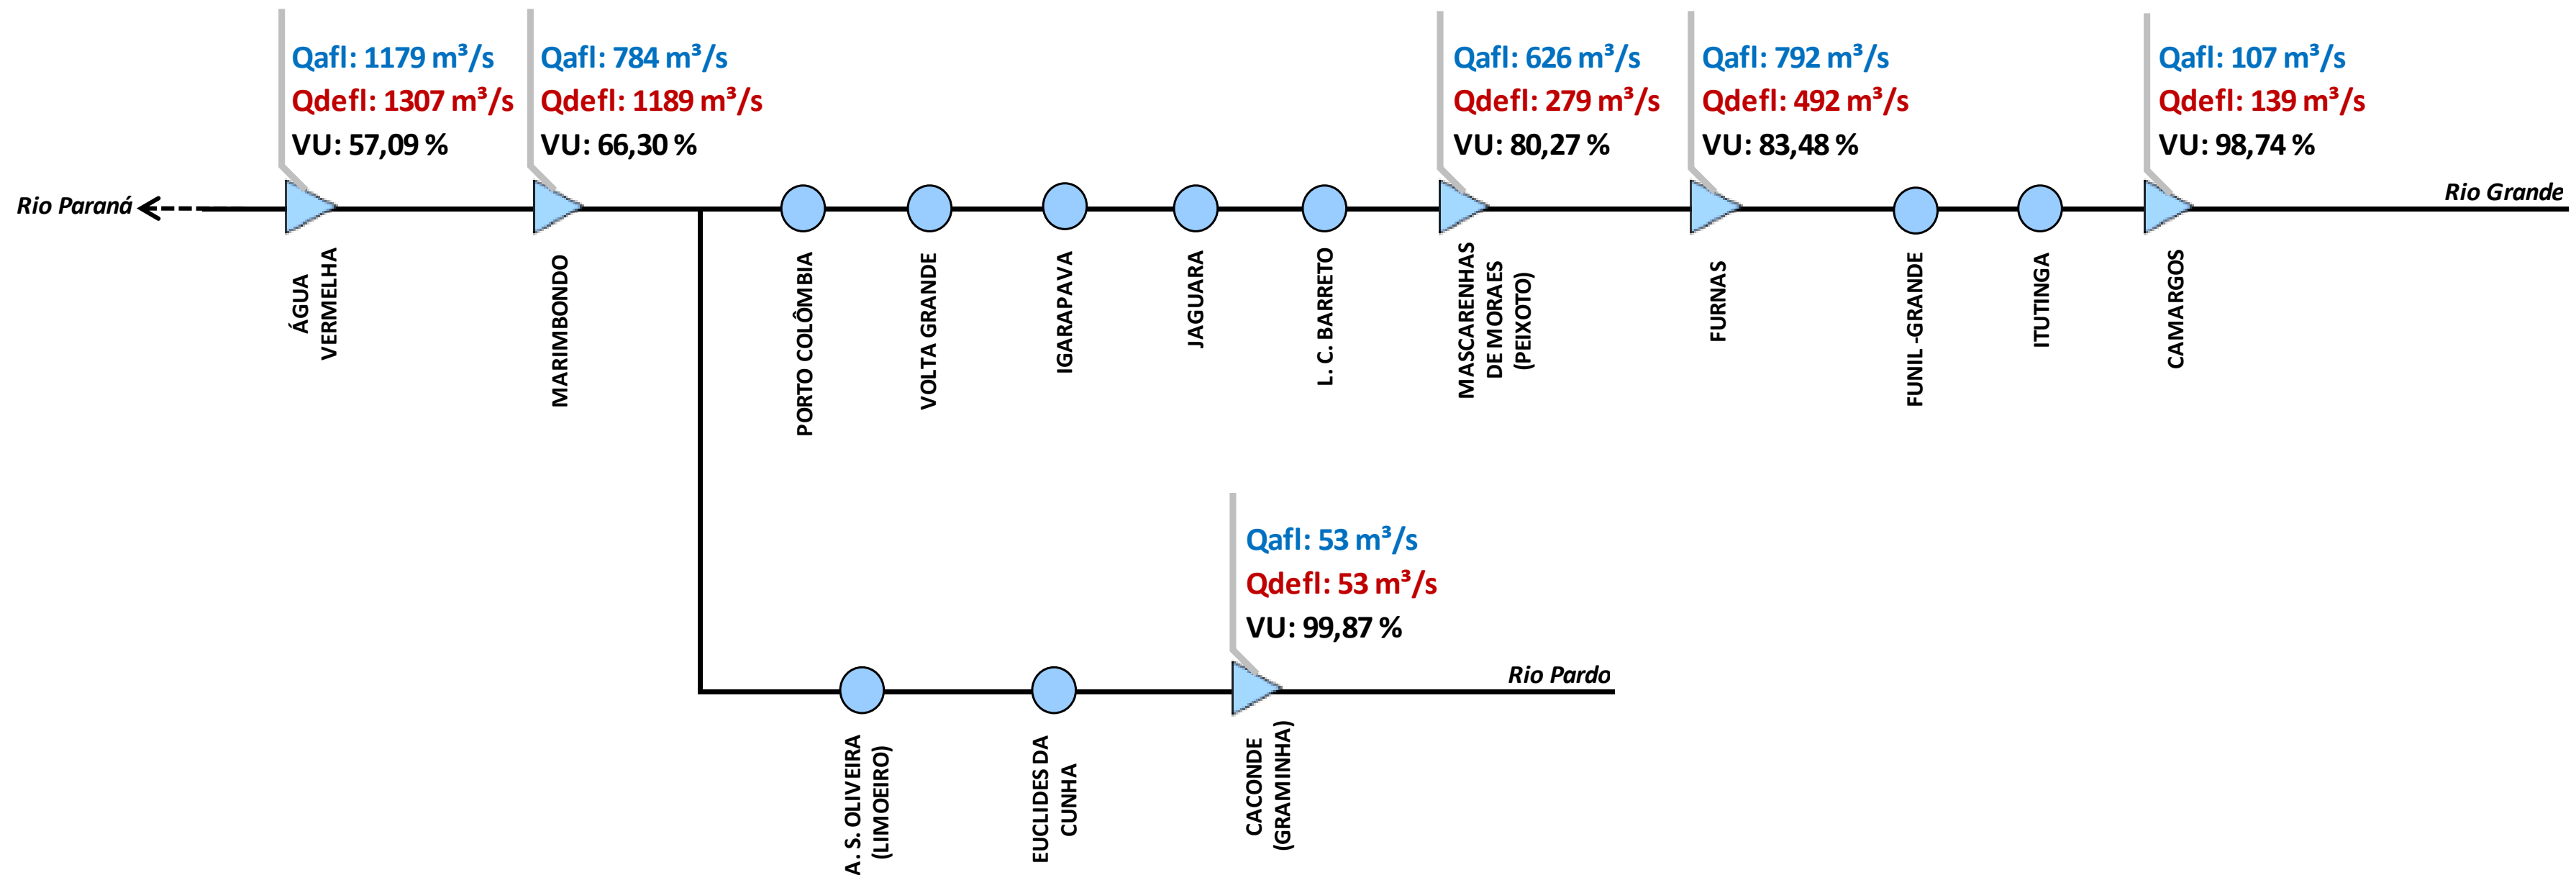 Qafl: 1179 m³/s
Qdefl: 1307 m³/s
VU: 57,09 %
Qafl: 784 m³/s
Qdefl: 1189 m³/s
VU: 66,30 %
Qafl: 626 m³/s
Qdefl: 279 m³/s
VU: 80,27 %
Qafl: 792 m³/s
Qdefl: 492 m³/s
VU: 83,48 %
Qafl: 107 m³/s
Qdefl: 139 m³/s
VU: 98,74 %
Rio Paraná
Rio Grande
ÁGUA
VERMELHA
MARIMBONDO
PORTO COLÔMBIA
VOLTA GRANDE
IGARAPAVA
JAGUARA
L. C. BARRETO
MASCARENHAS
DE MORAES
(PEIXOTO)
FURNAS
FUNIL -GRANDE
ITUTINGA
CAMARGOS
Qafl: 53 m³/s
Qdefl: 53 m³/s
VU: 99,87 %
Rio Pardo
A. S. OLIVEIRA
(LIMOEIRO)
EUCLIDES DA
CUNHA
CACONDE
(GRAMINHA)